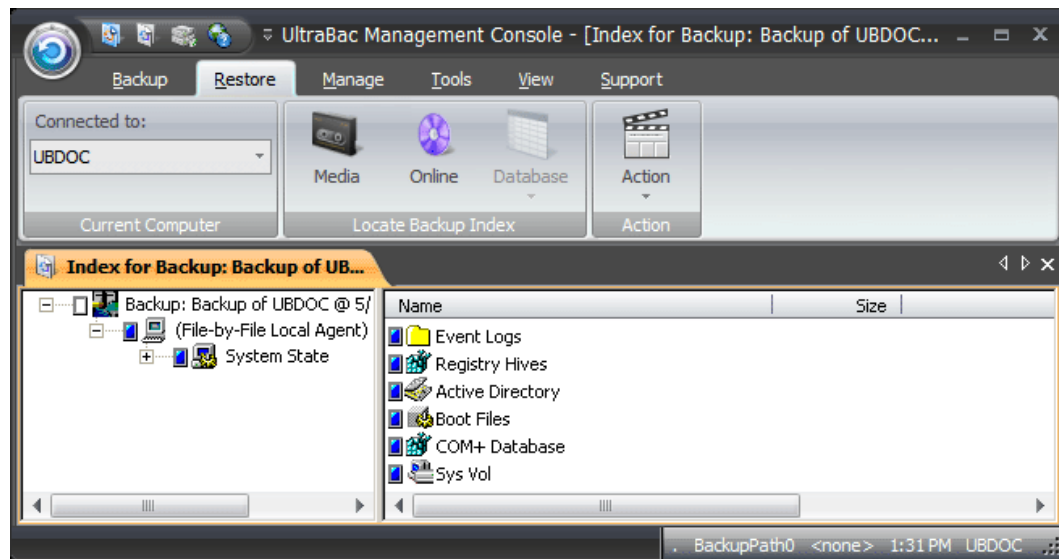 UltraBac Management Console - [Index for Backup: Backup of UBDOC...
Backup Restore Manage Tools View Support
Connected to:
UBDOC
Media Online Database Action
Current Computer Locate Backup Index Action
Index for Backup: Backup of UB...
Backup: Backup of UBDOC @ 5/
(File-by-File Local Agent)
System State
Name Size
Event Logs
Registry Hives
Active Directory
Boot Files
COM+ Database
Sys Vol
. BackupPath0 <none> 1:31 PM UBDOC